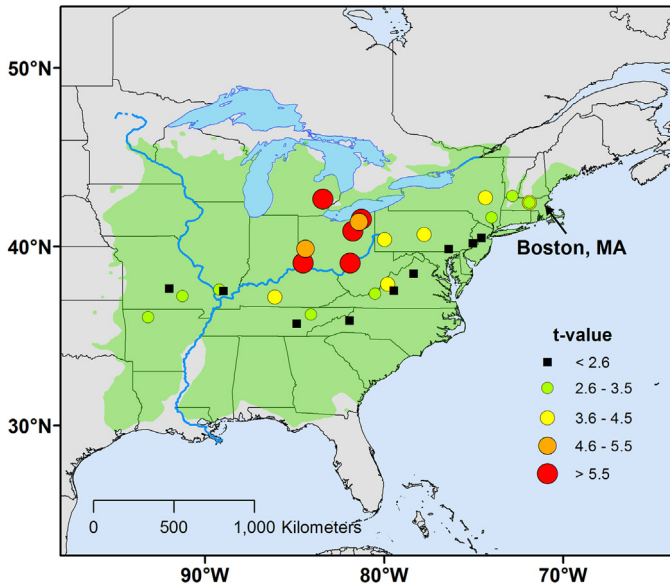 50°N
40°N
Boston, MA
t-value
< 2.6
2.6 - 3.5
30°N
3.6 - 4.5
4.6 - 5.5
> 5.5
0 500 1,000 Kilometers
90°W 80°W 70°W